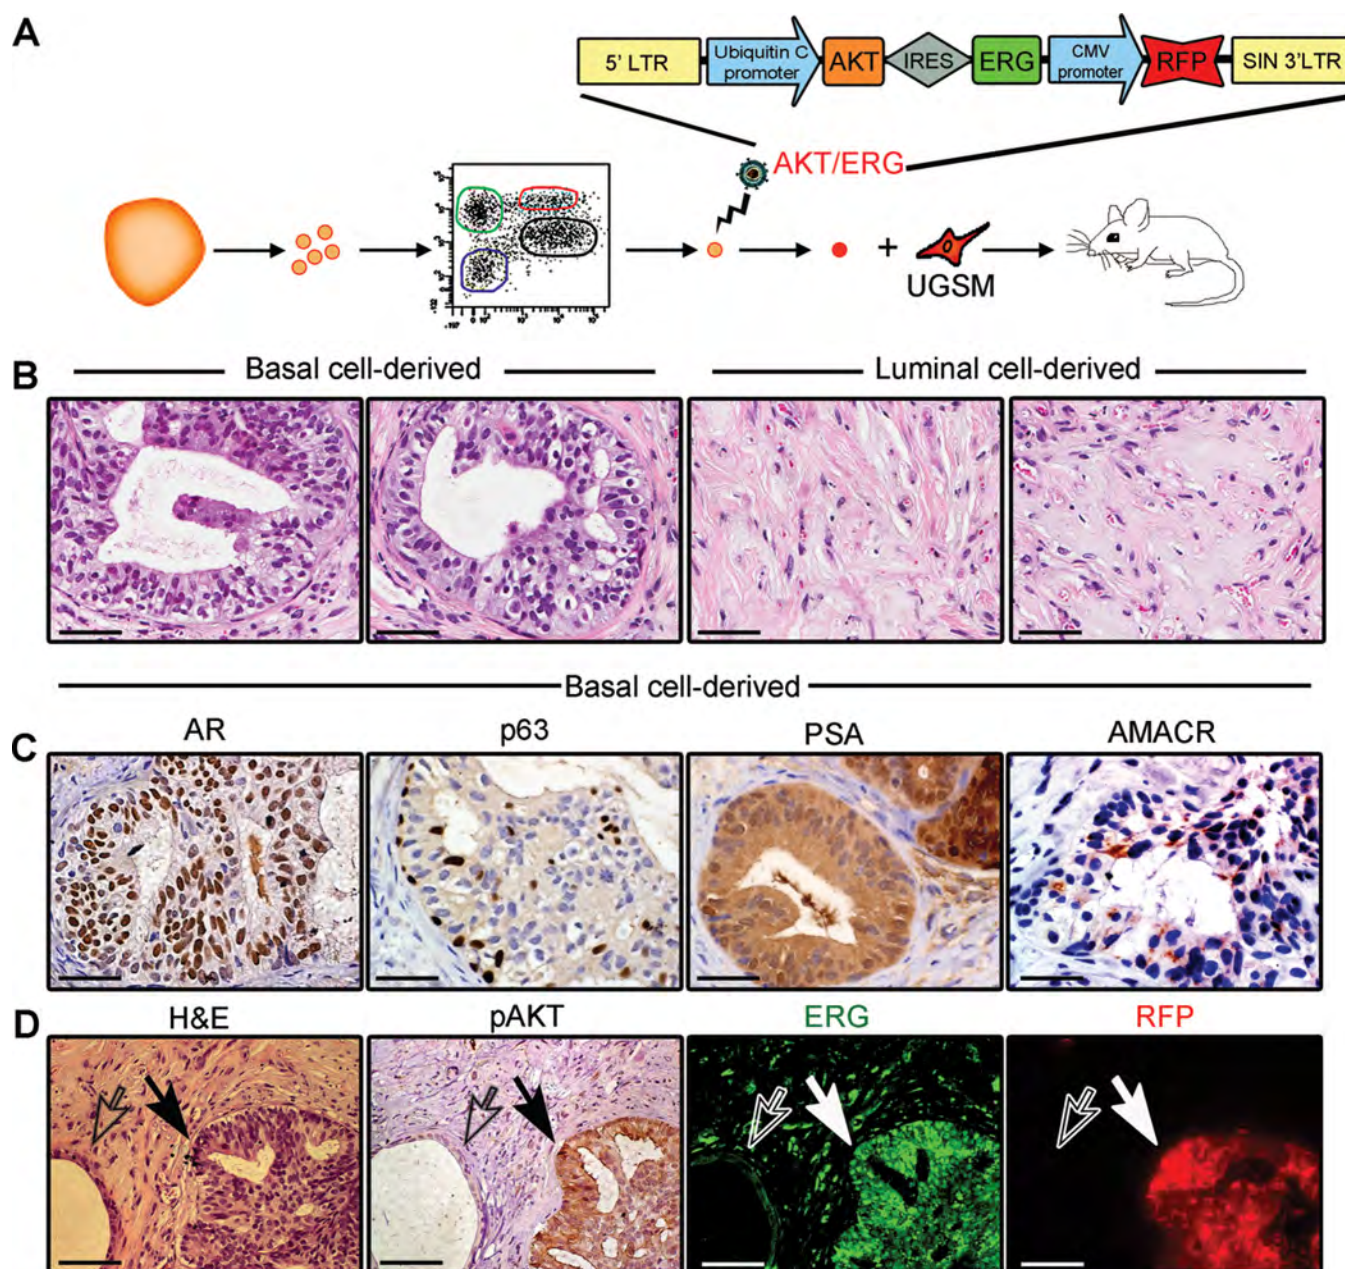 A
5' LTR
Ubiquitin C
promoter
AKT
IRES
ERG
CMV
promoter
RFP
SIN 3'LTR
AKT/ERG
+
UGSM
B
Basal cell-derived
Luminal cell-derived
Basal cell-derived
C
AR
p63
PSA
AMACR
D
H&E
pAKT
ERG
RFP